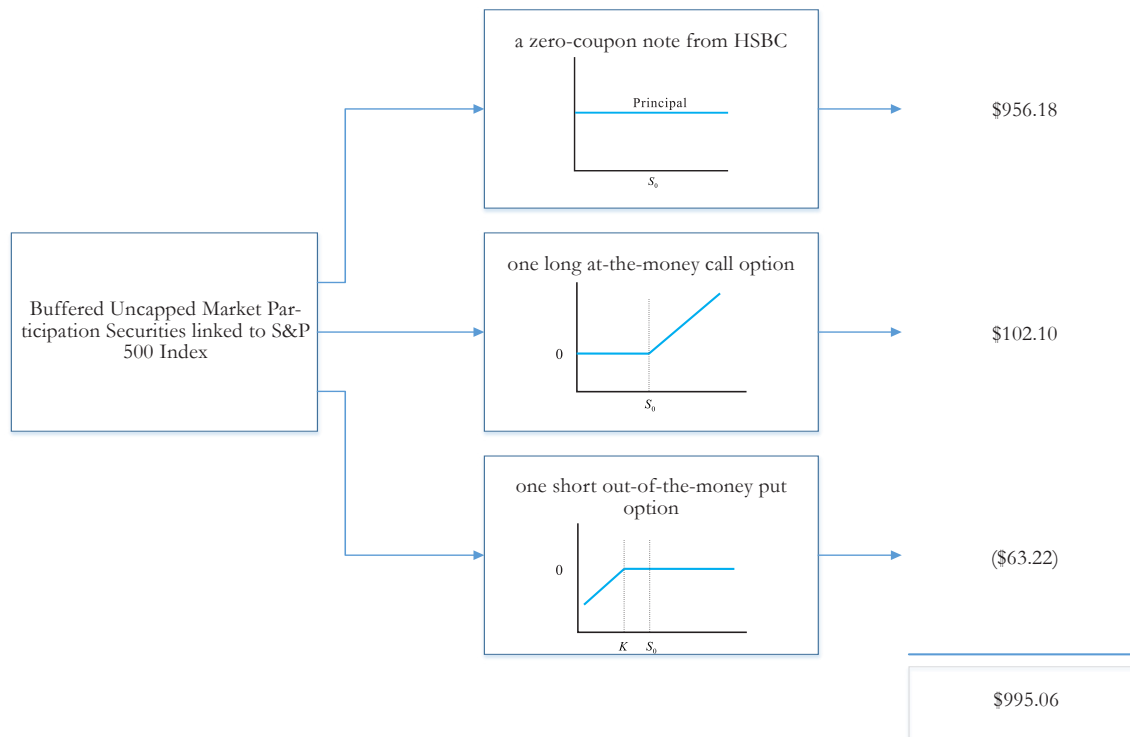 a zero-coupon note from HSBC
Principal
S₀
$956.18
Buffered Uncapped Market Par-
ticipation Securities linked to S&P
500 Index
one long at-the-money call option
0
S₀
$102.10
one short out-of-the-money put
option
0
K S₀
($63.22)
$995.06